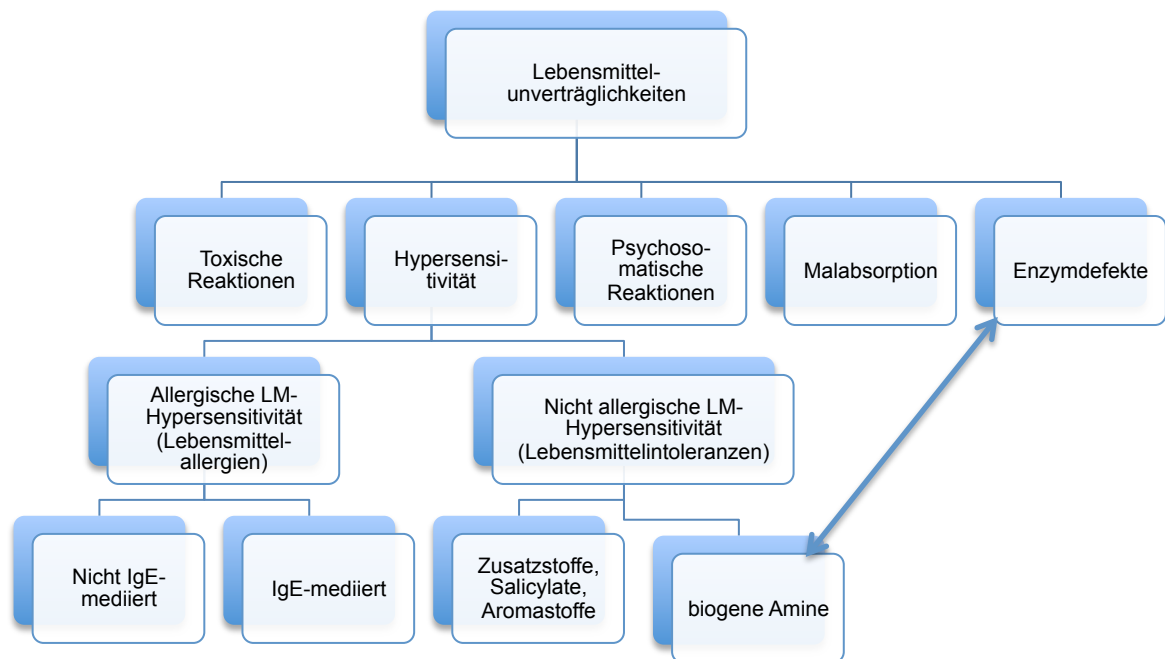 Lebensmittel-
unverträglichkeiten
Toxische
Reaktionen
Hypersensi-
tivität
Psychoso-
matische
Reaktionen
Malabsorption
Enzymdefekte
Allergische LM-
Hypersensitivität
(Lebensmittel-
allergien)
Nicht allergische LM-
Hypersensitivität
(Lebensmittelintoleranzen)
Nicht IgE-
mediiert
IgE-mediiert
Zusatzstoffe,
Salicylate,
Aromastoffe
biogene Amine